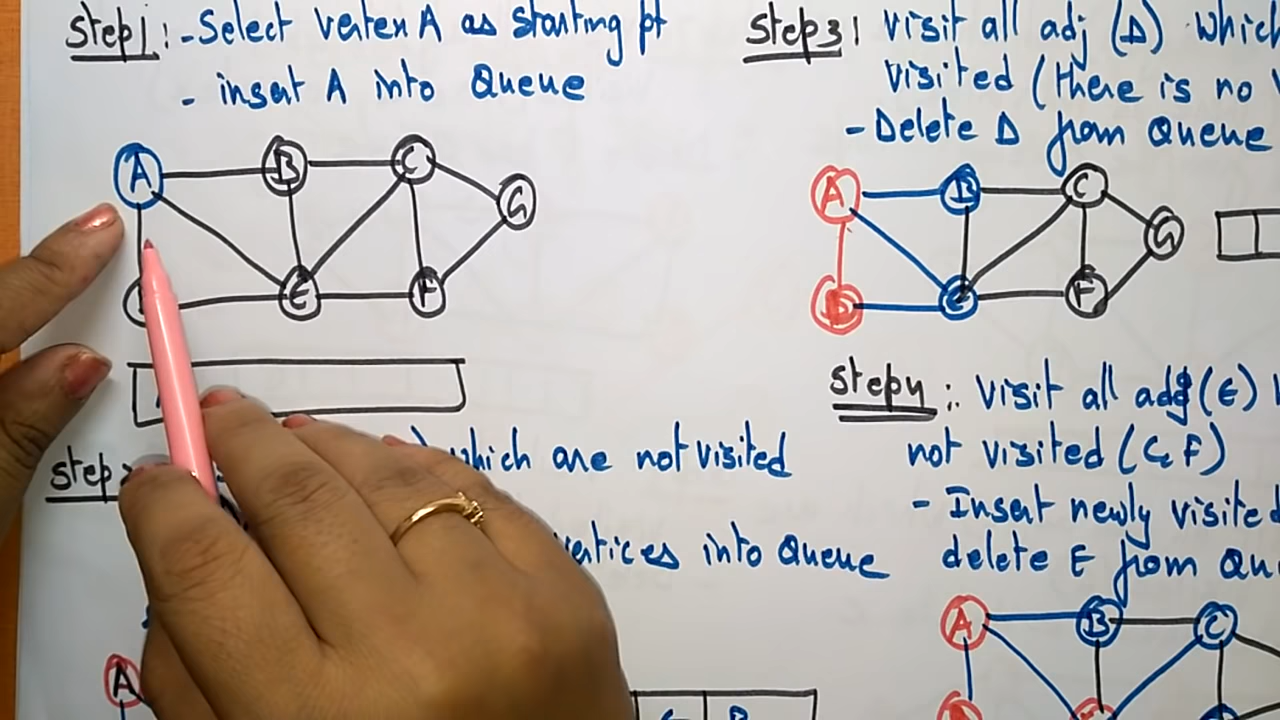 Step1: - Select vertex A as starting pt
- insert A into Queue
A B C G
E F
step
which are not visited
vertices into Queue
A
Step3: visit all adj (D) which
visited (there is no
- Delete D from Queue
A B C G
D E F
Step4: visit all adj (E)
not visited (C, F)
- Insert newly visited
delete E from Qu
A B C